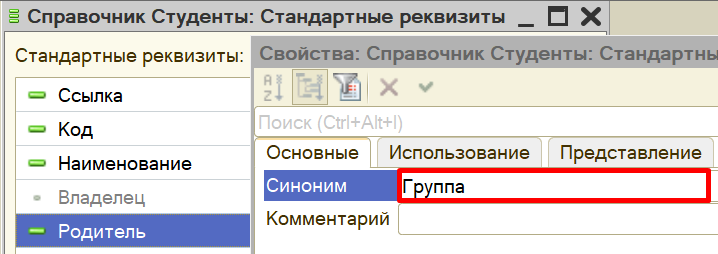 Справочник Студенты: Стандартные реквизиты
Стандартные реквизиты:
Ссылка
Код
Наименование
Владелец
Родитель
Свойства: Справочник Студенты: Стандартны
Поиск (Ctrl+Alt+I)
Основные Использование Представление
Синоним Группа
Комментарий